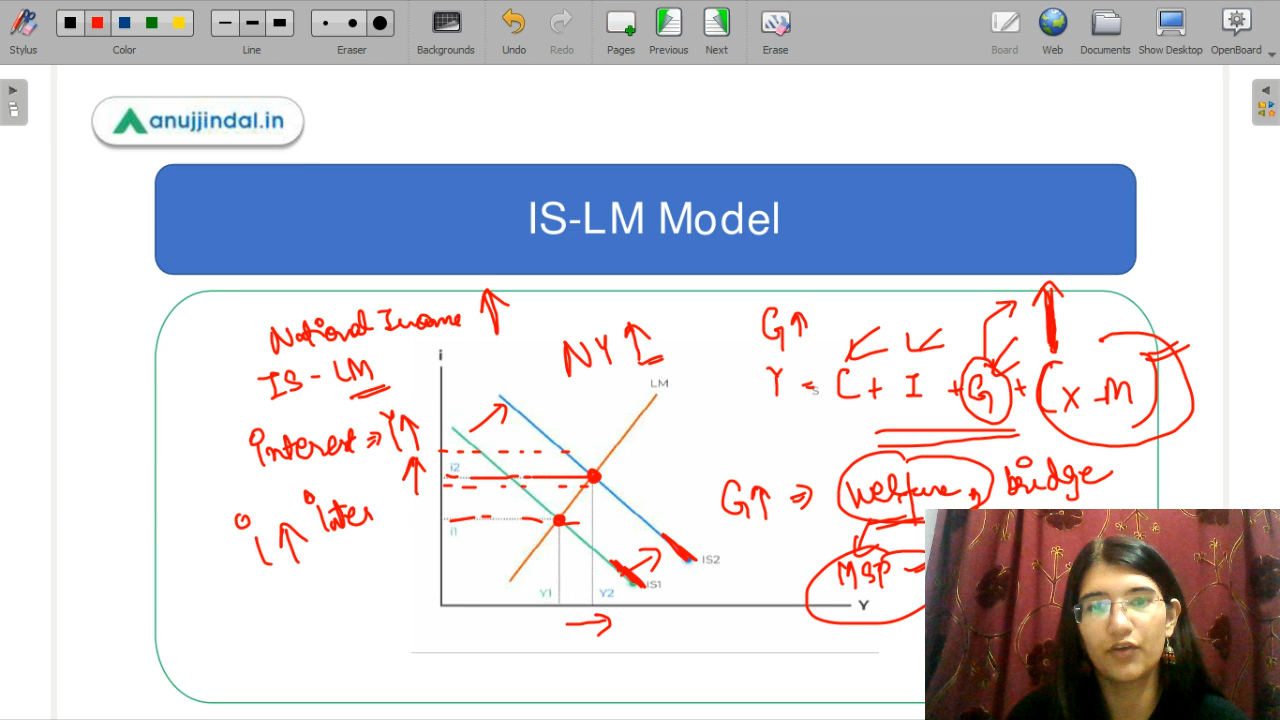 Stylus Color Line Eraser Backgrounds Undo Redo Pages Previous Next Erase Board Web Documents Show Desktop OpenBoard
anujjindal.in
IS-LM Model
National Income
IS - LM
Interest ⇒ Y↑
i↑ Inter
NY↑
G↑
Y = C + I + G + (X - M)
G↑ ⇒ welfare, bridge
MSP
i
LM
i2
i1
IS2
IS1
Y1 Y2
Y